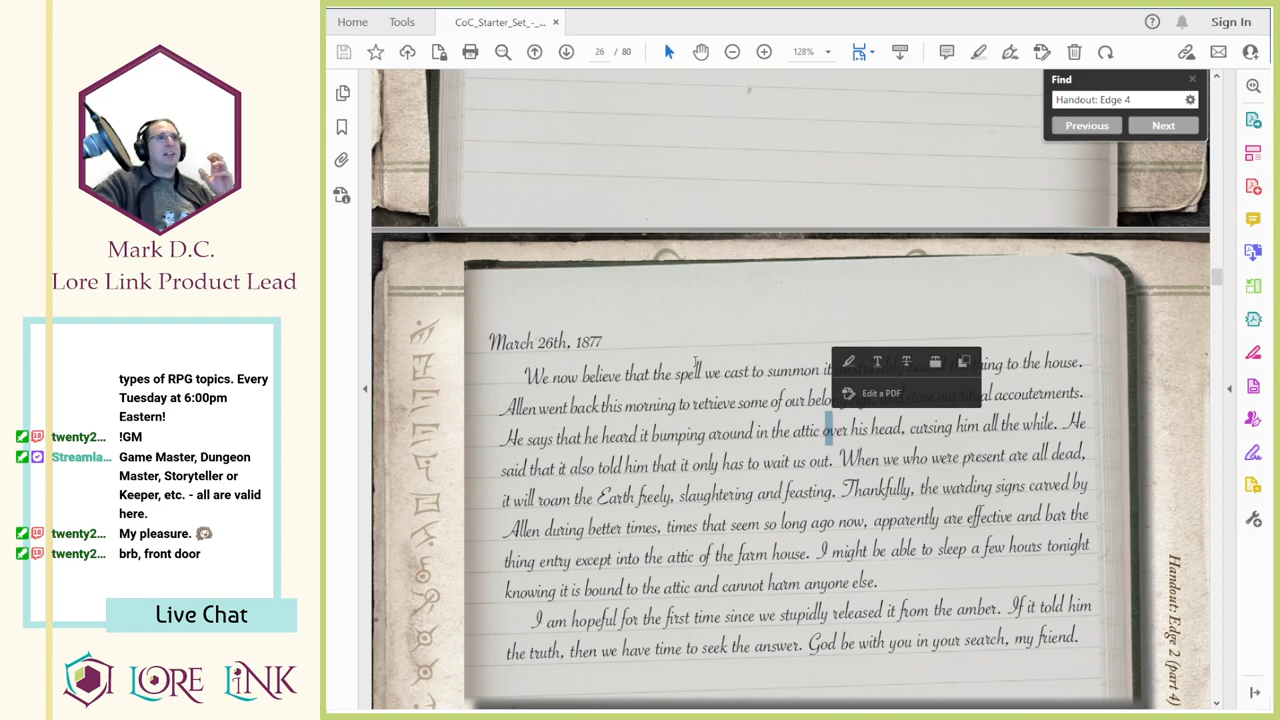 Mark D.C.
Lore Link Product Lead
types of RPG topics. Every
Tuesday at 6:00pm
Eastern!
twenty2... !GM
Streamla... Game Master, Dungeon
Master, Storyteller or
Keeper, etc. - all are valid
here.
twenty2... My pleasure.
twenty2... brb, front door
Live Chat
LORE LINK
Home Tools CoC_Starter_Set_-_... × Sign In
26 / 80 128%
Find
Handout: Edge 4
Previous Next
March 26th, 1877
We now believe that the spell we cast to summon it thing to the house.
Edit a PDF
Allen went back this morning to retrieve some of our accouterments.
He says that he heard it bumping around in the attic over his head, cursing him all the while. He
said that it also told him that it only has to wait us out. When we who were present are all dead,
it will roam the Earth freely, slaughtering and feasting. Thankfully, the warding signs carved by
Allen during better times, times that seem so long ago now, apparently are effective and bar the
thing entry except into the attic of the farm house. I might be able to sleep a few hours tonight
knowing it is bound to the attic and cannot harm anyone else.
I am hopeful for the first time since we stupidly released it from the amber. If it told him
the truth, then we have time to seek the answer. God be with you in your search, my friend.
Handout: Edge 2 (part 4)